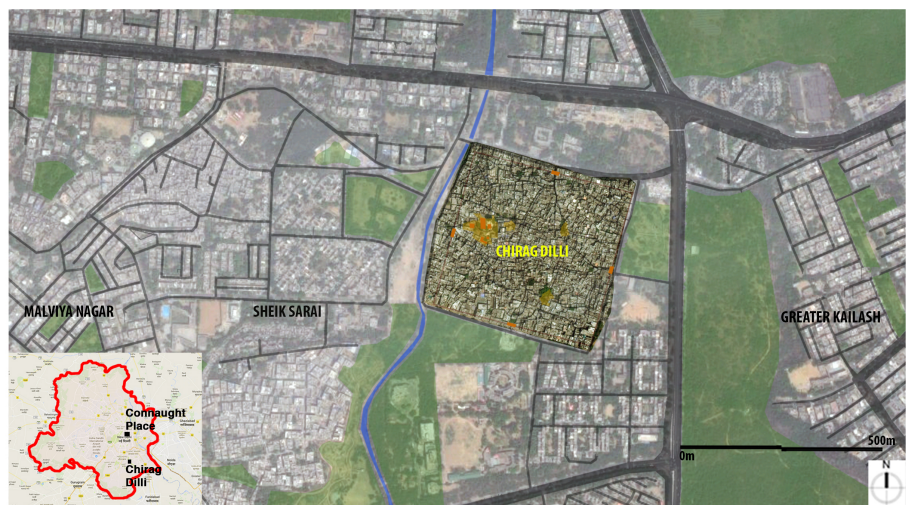 CHIRAG DILLI
MALVIYA NAGAR
SHEIK SARAI
GREATER KAILASH
Connaught
Place
Chirag
Dilli
500m
0m
N